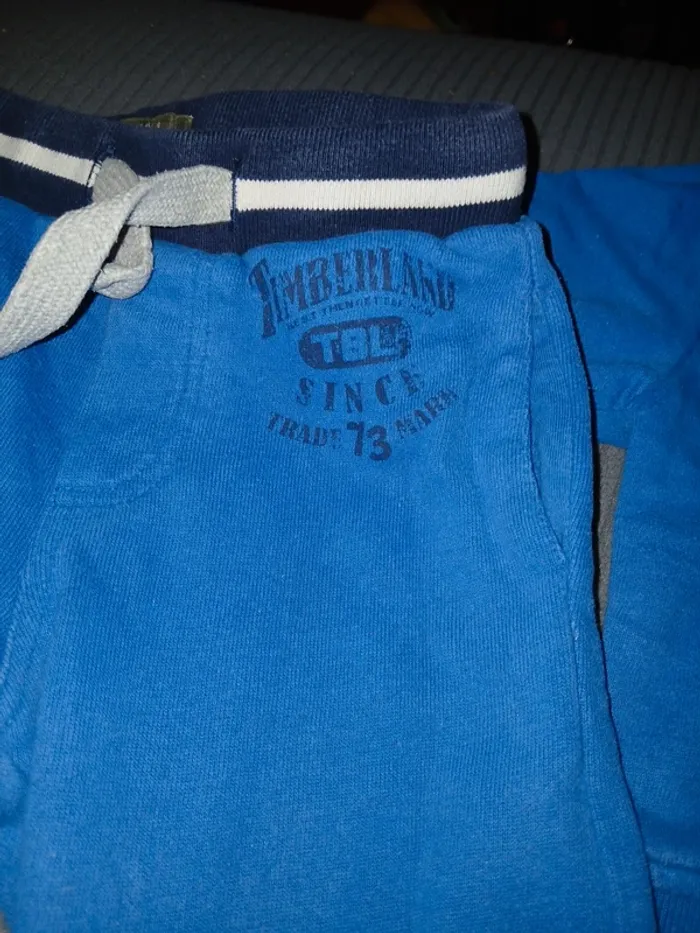 TIMBERLAND
TBL
SINCE
TRADE 73 MARK